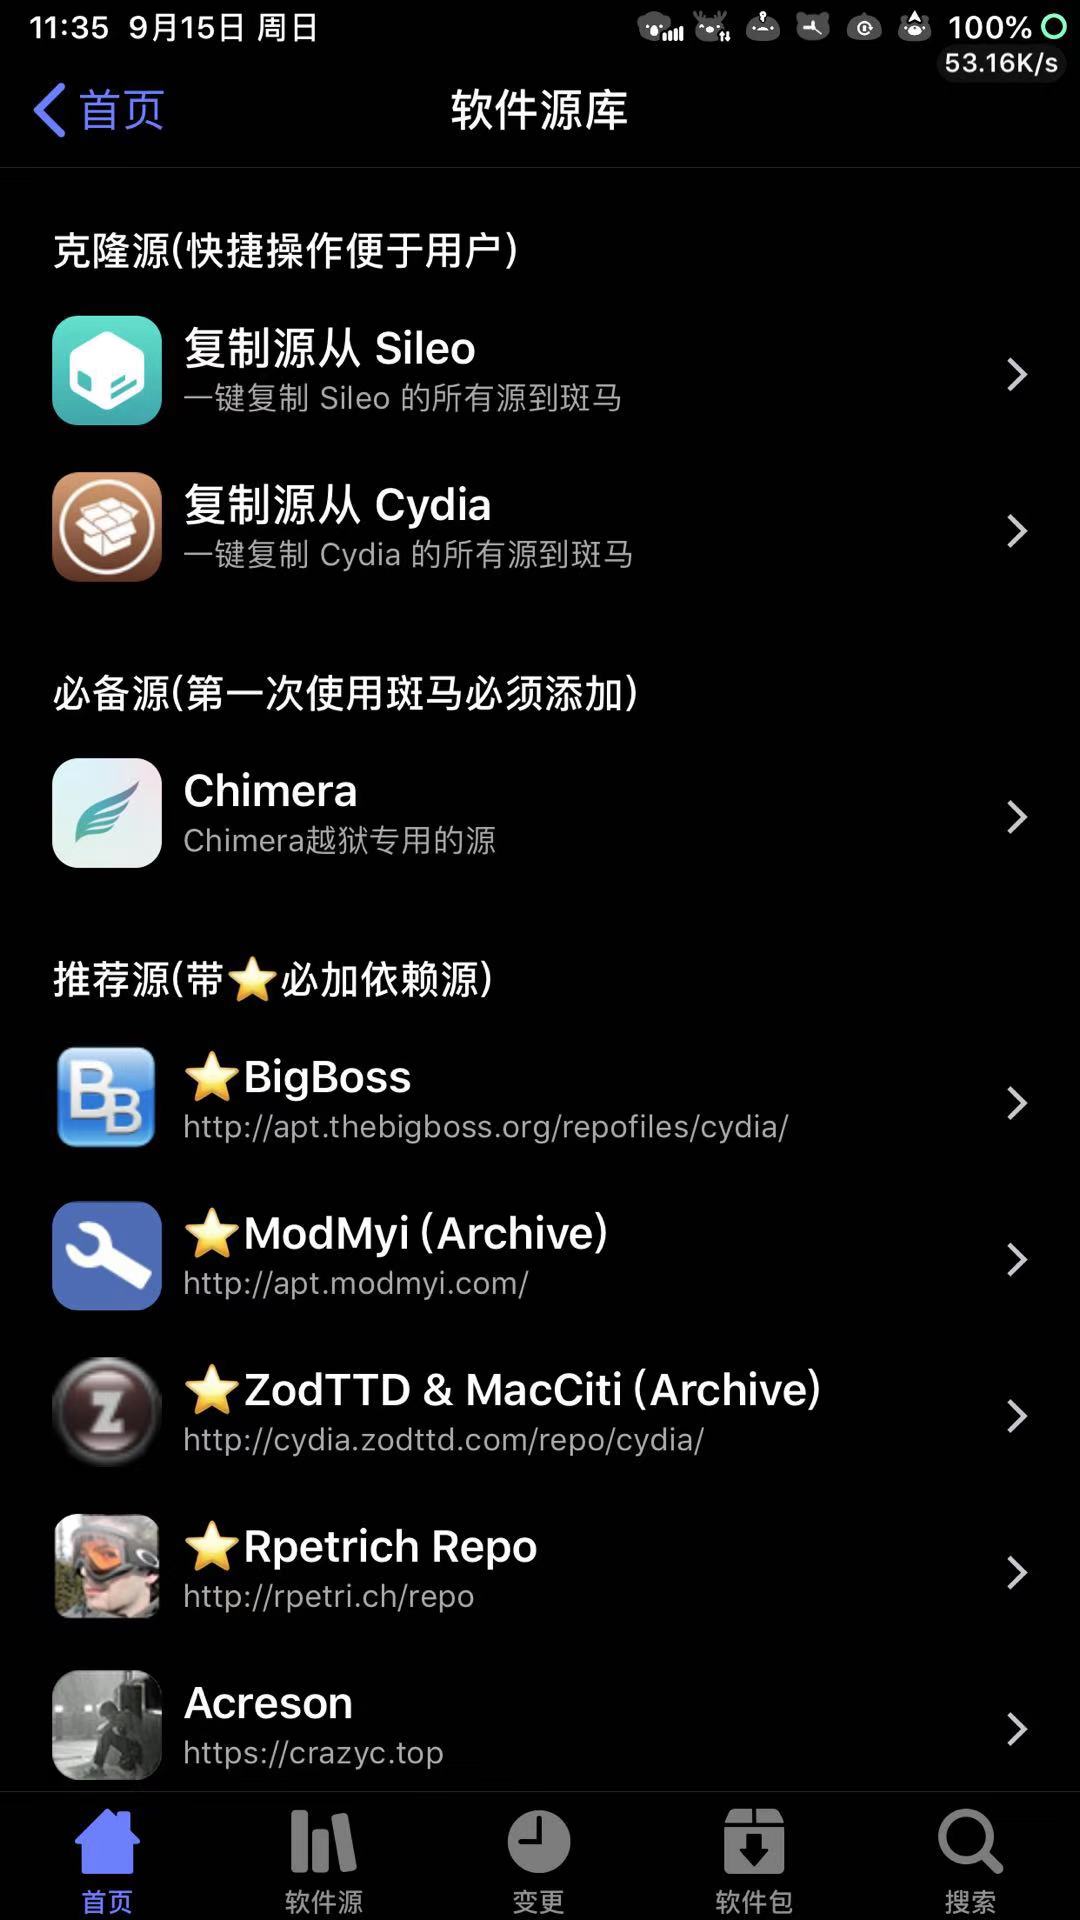 11:35 9月15日 周日
100%
53.16K/s
首页
软件源库
克隆源(快捷操作便于用户)
复制源从 Sileo
一键复制 Sileo 的所有源到斑马
复制源从 Cydia
一键复制 Cydia 的所有源到斑马
必备源(第一次使用斑马必须添加)
Chimera
Chimera越狱专用的源
推荐源(带⭐必加依赖源)
BB
⭐BigBoss
http://apt.thebigboss.org/repofiles/cydia/
⭐ModMyi (Archive)
http://apt.modmyi.com/
Z
⭐ZodTTD & MacCiti (Archive)
http://cydia.zodttd.com/repo/cydia/
⭐Rpetrich Repo
http://rpetri.ch/repo
Acreson
https://crazyc.top
首页
软件源
变更
软件包
搜索